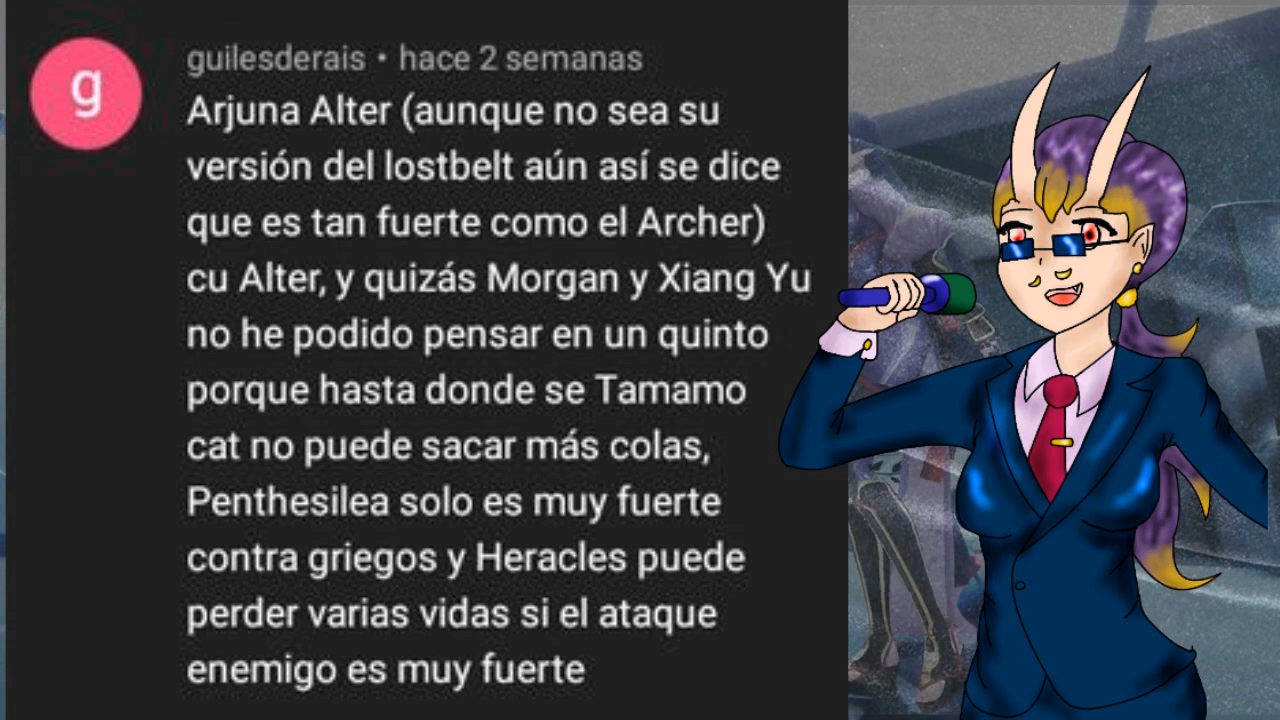 g
guilesderais • hace 2 semanas
Arjuna Alter (aunque no sea su
versión del lostbelt aún así se dice
que es tan fuerte como el Archer)
cu Alter, y quizás Morgan y Xiang Yu
no he podido pensar en un quinto
porque hasta donde se Tamamo
cat no puede sacar más colas,
Penthesilea solo es muy fuerte
contra griegos y Heracles puede
perder varias vidas si el ataque
enemigo es muy fuerte